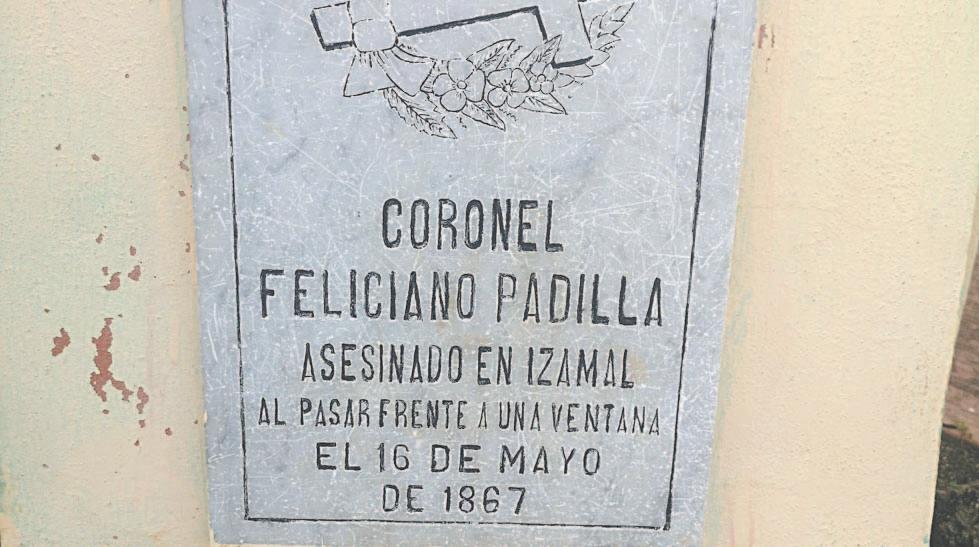 CORONEL
FELICIANO PADILLA
ASESINADO EN IZAMAL
AL PASAR FRENTE A UNA VENTANA
EL 16 DE MAYO
DE 1867